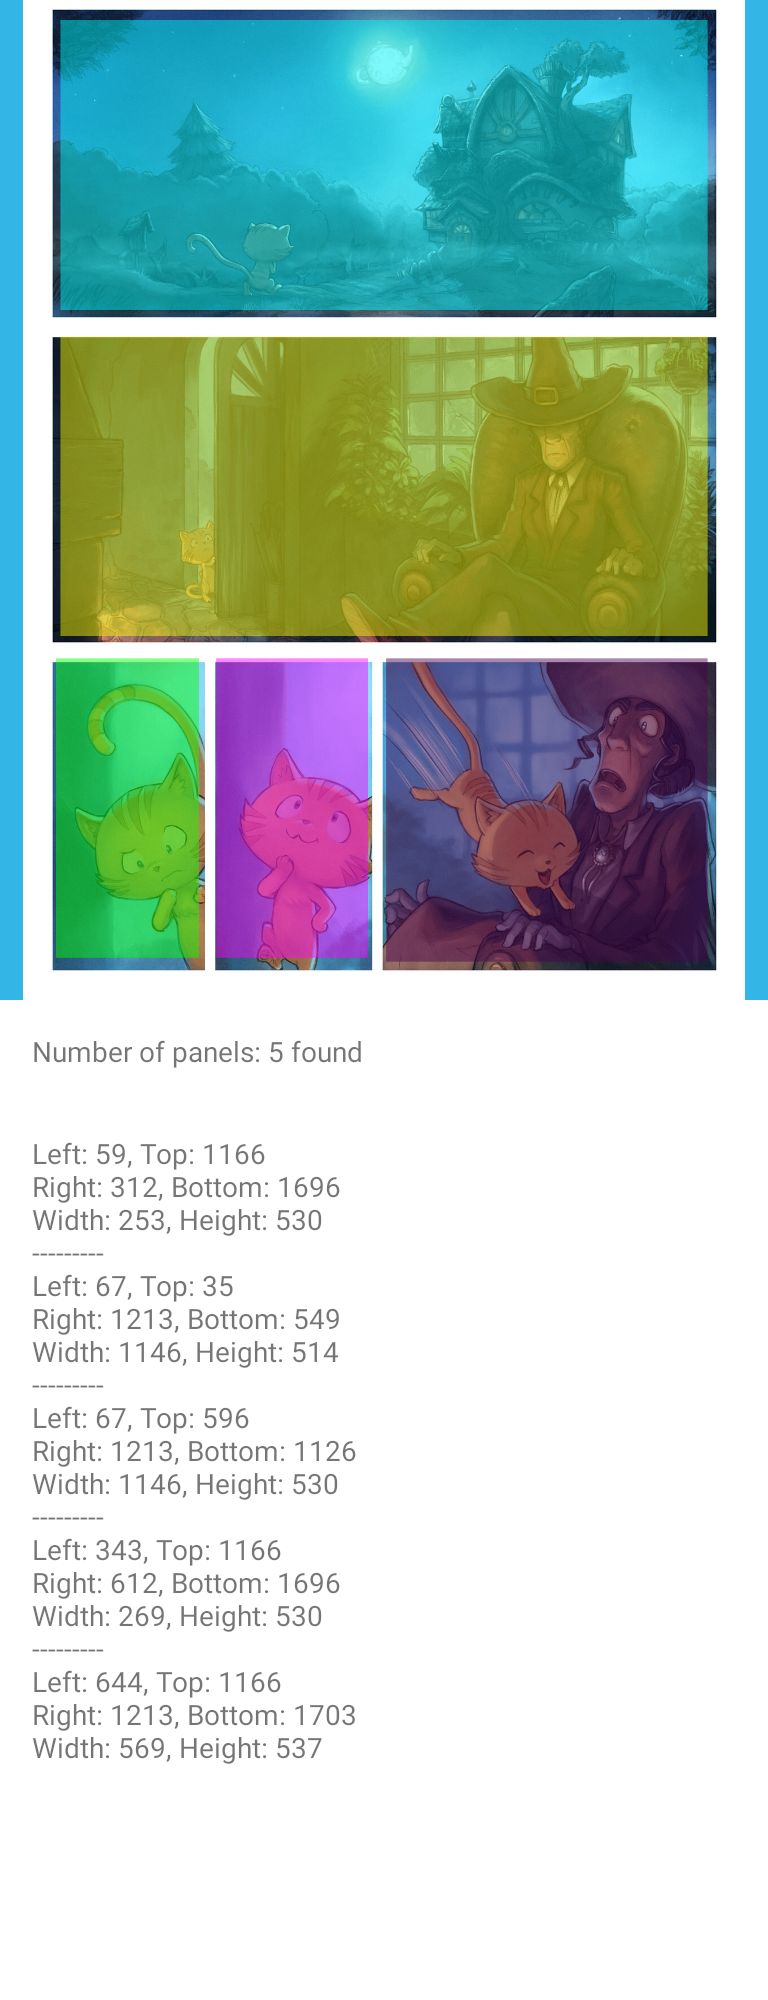 Number of panels: 5 found
Left: 59, Top: 1166
Right: 312, Bottom: 1696
Width: 253, Height: 530
---------
Left: 67, Top: 35
Right: 1213, Bottom: 549
Width: 1146, Height: 514
---------
Left: 67, Top: 596
Right: 1213, Bottom: 1126
Width: 1146, Height: 530
---------
Left: 343, Top: 1166
Right: 612, Bottom: 1696
Width: 269, Height: 530
---------
Left: 644, Top: 1166
Right: 1213, Bottom: 1703
Width: 569, Height: 537